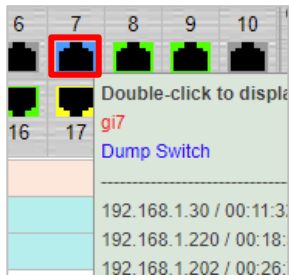 6 7 8 9 10
Double-click to displa
16 17 gi7
Dump Switch
--------------------------------
192.168.1.30 / 00:11:3
192.168.1.220 / 00:18:
192.168.1.202 / 00:26: